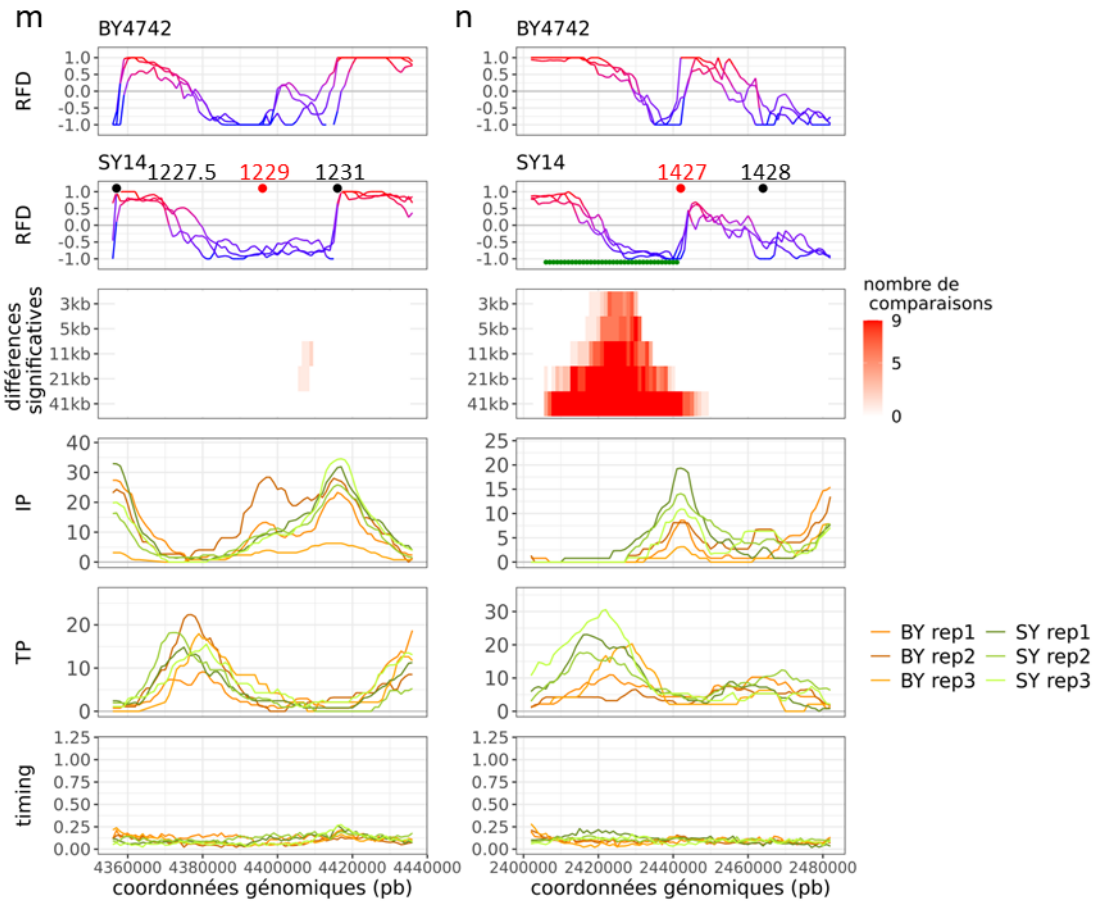 m
BY4742
RFD
1.0
0.5
0.0
-0.5
-1.0
SY14
1227.5
1229
1231
RFD
1.0
0.5
0.0
-0.5
-1.0
différences
significatives
3kb
5kb
11kb
21kb
41kb
IP
40
30
20
10
0
TP
20
10
0
timing
1.25
1.00
0.75
0.50
0.25
0.00
4360000
4380000
4400000
4420000
4440000
coordonnées génomiques (pb)
n
BY4742
1.0
0.5
0.0
-0.5
-1.0
SY14
1427
1428
1.0
0.5
0.0
-0.5
-1.0
3kb
5kb
11kb
21kb
41kb
25
20
15
10
5
0
30
20
10
0
1.25
1.00
0.75
0.50
0.25
0.00
2400000
2420000
2440000
2460000
2480000
coordonnées génomiques (pb)
nombre de
comparaisons
9
5
0
BY rep1
BY rep2
BY rep3
SY rep1
SY rep2
SY rep3